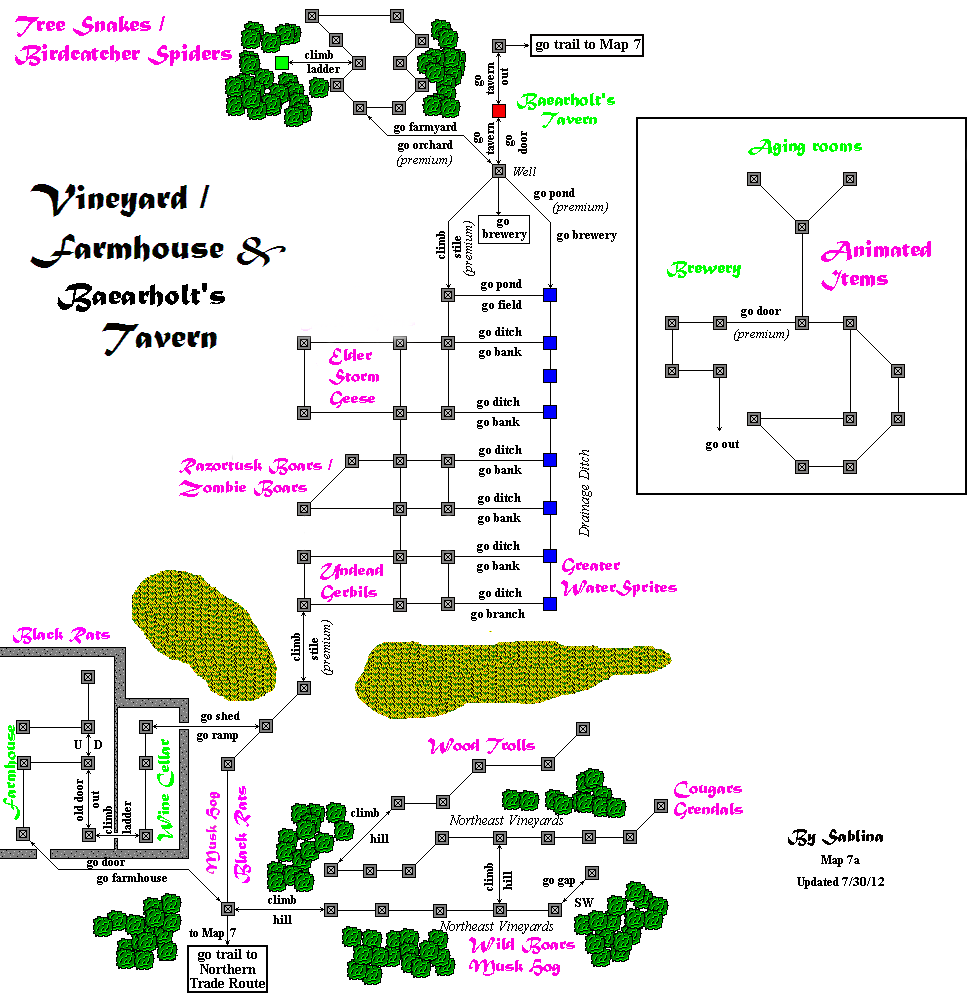 Tree Snakes /
Birdcatcher Spiders
climb
ladder
go
tavern
out
go trail to Map 7
Baearholt's
Tavern
go farmyard
go orchard
(premium)
go
tavern
go
door
Well
Vineyard /
Farmhouse &
Baearholt's
Tavern
go pond
(premium)
go
brewery
go brewery
climb
stile
(premium)
Aging rooms
Animated
Items
Brewery
go door
(premium)
go out
go pond
go field
go ditch
go bank
Elder
Storm
Geese
go ditch
go bank
Razortusk Boars /
Zombie Boars
go ditch
go bank
Drainage Ditch
go ditch
go bank
go ditch
go bank
Undead
Gerbils
Greater
WaterSprites
go ditch
go branch
climb
stile
(premium)
Black Rats
go shed
go ramp
U D
Farmhouse
old door
out
climb
ladder
Wine Cellar
Musk Hog
Black Rats
go door
go farmhouse
Wood Trolls
Cougars
Grendals
climb
hill
Northeast Vineyards
climb
hill
go gap
SW
climb
hill
Northeast Vineyards
Wild Boars
Musk Hog
to Map 7
go trail to
Northern
Trade Route
By Sablina
Map 7a
Updated 7/30/12